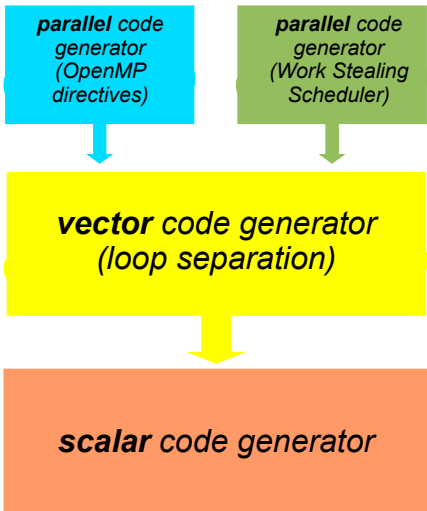 parallel code
generator
(OpenMP
directives)
parallel code
generator
(Work Stealing
Scheduler)
vector code generator
(loop separation)
scalar code generator